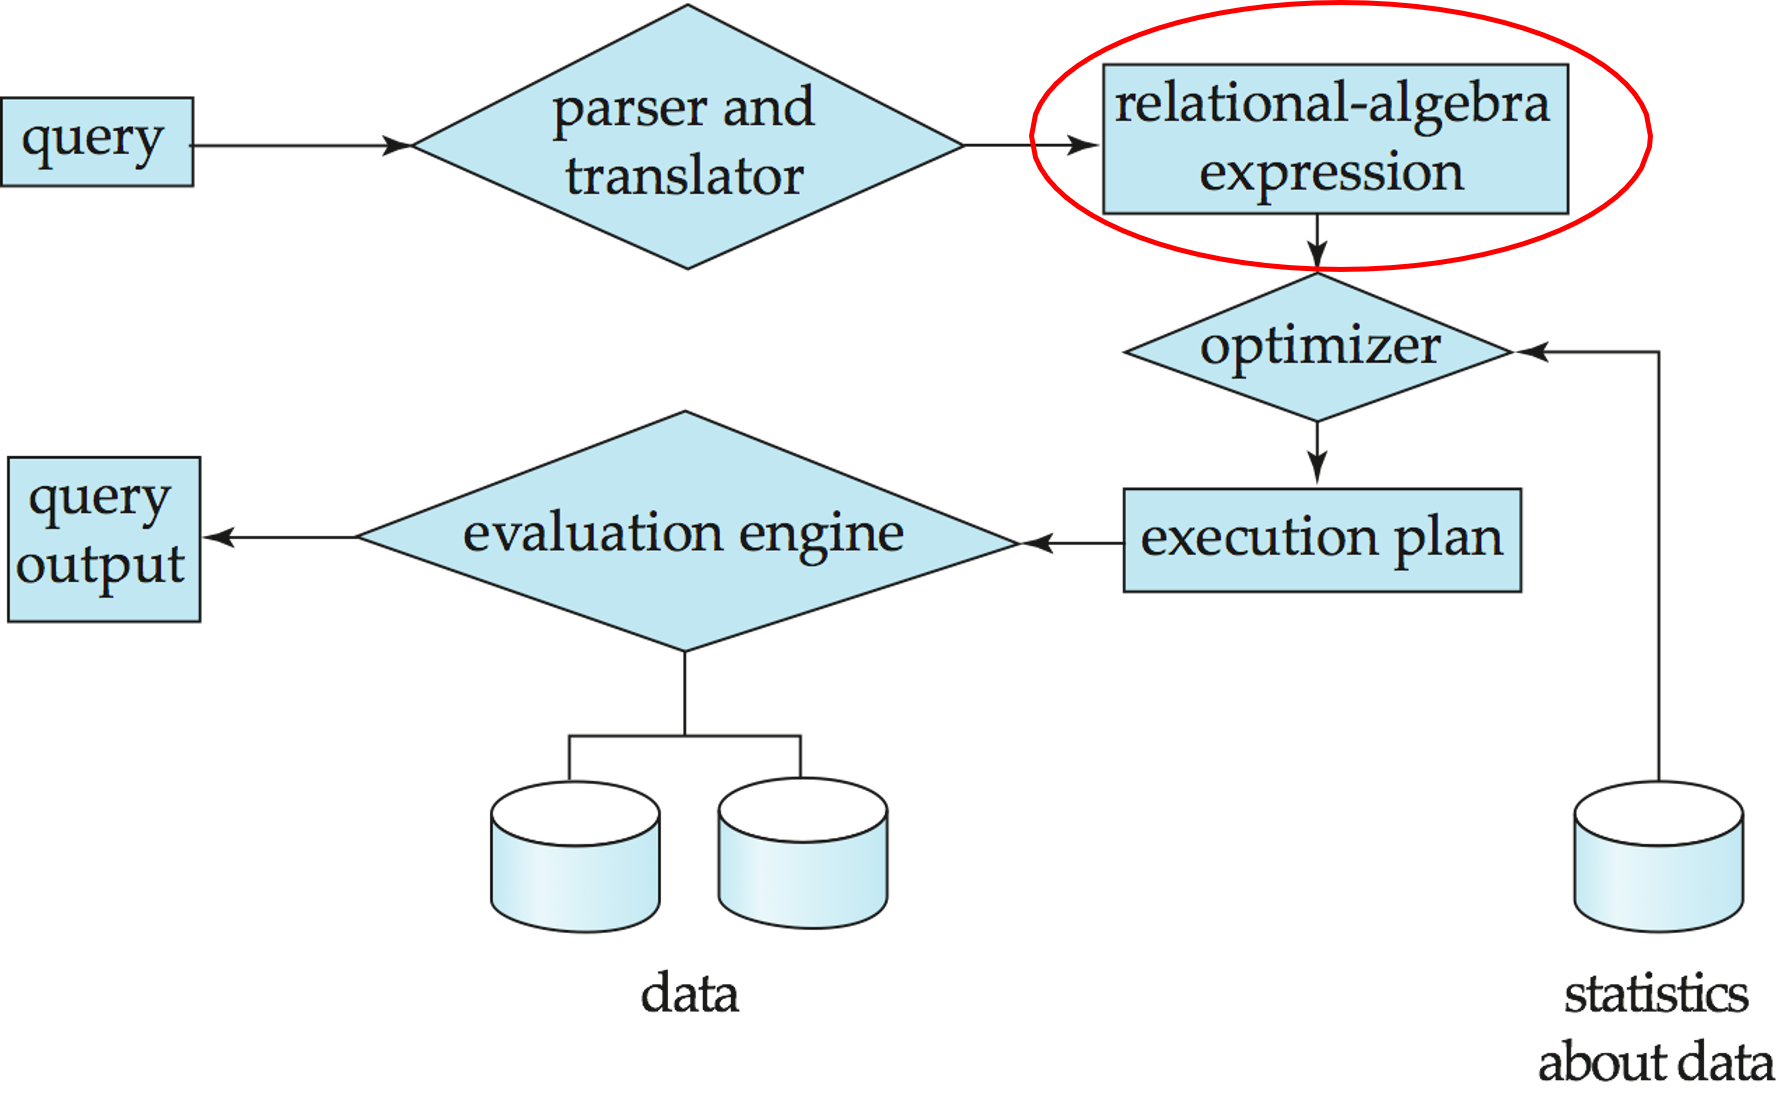 query
parser and
translator
relational-algebra
expression
optimizer
execution plan
evaluation engine
query
output
data
statistics
about data